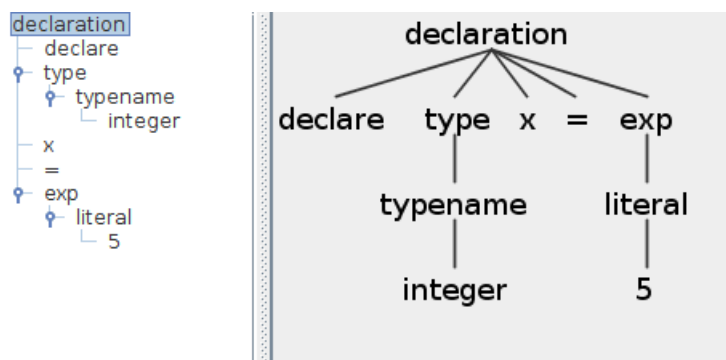 declaration
declare
type
typename
integer
x
=
exp
literal
5
declaration
declare type x = exp
typename literal
integer 5